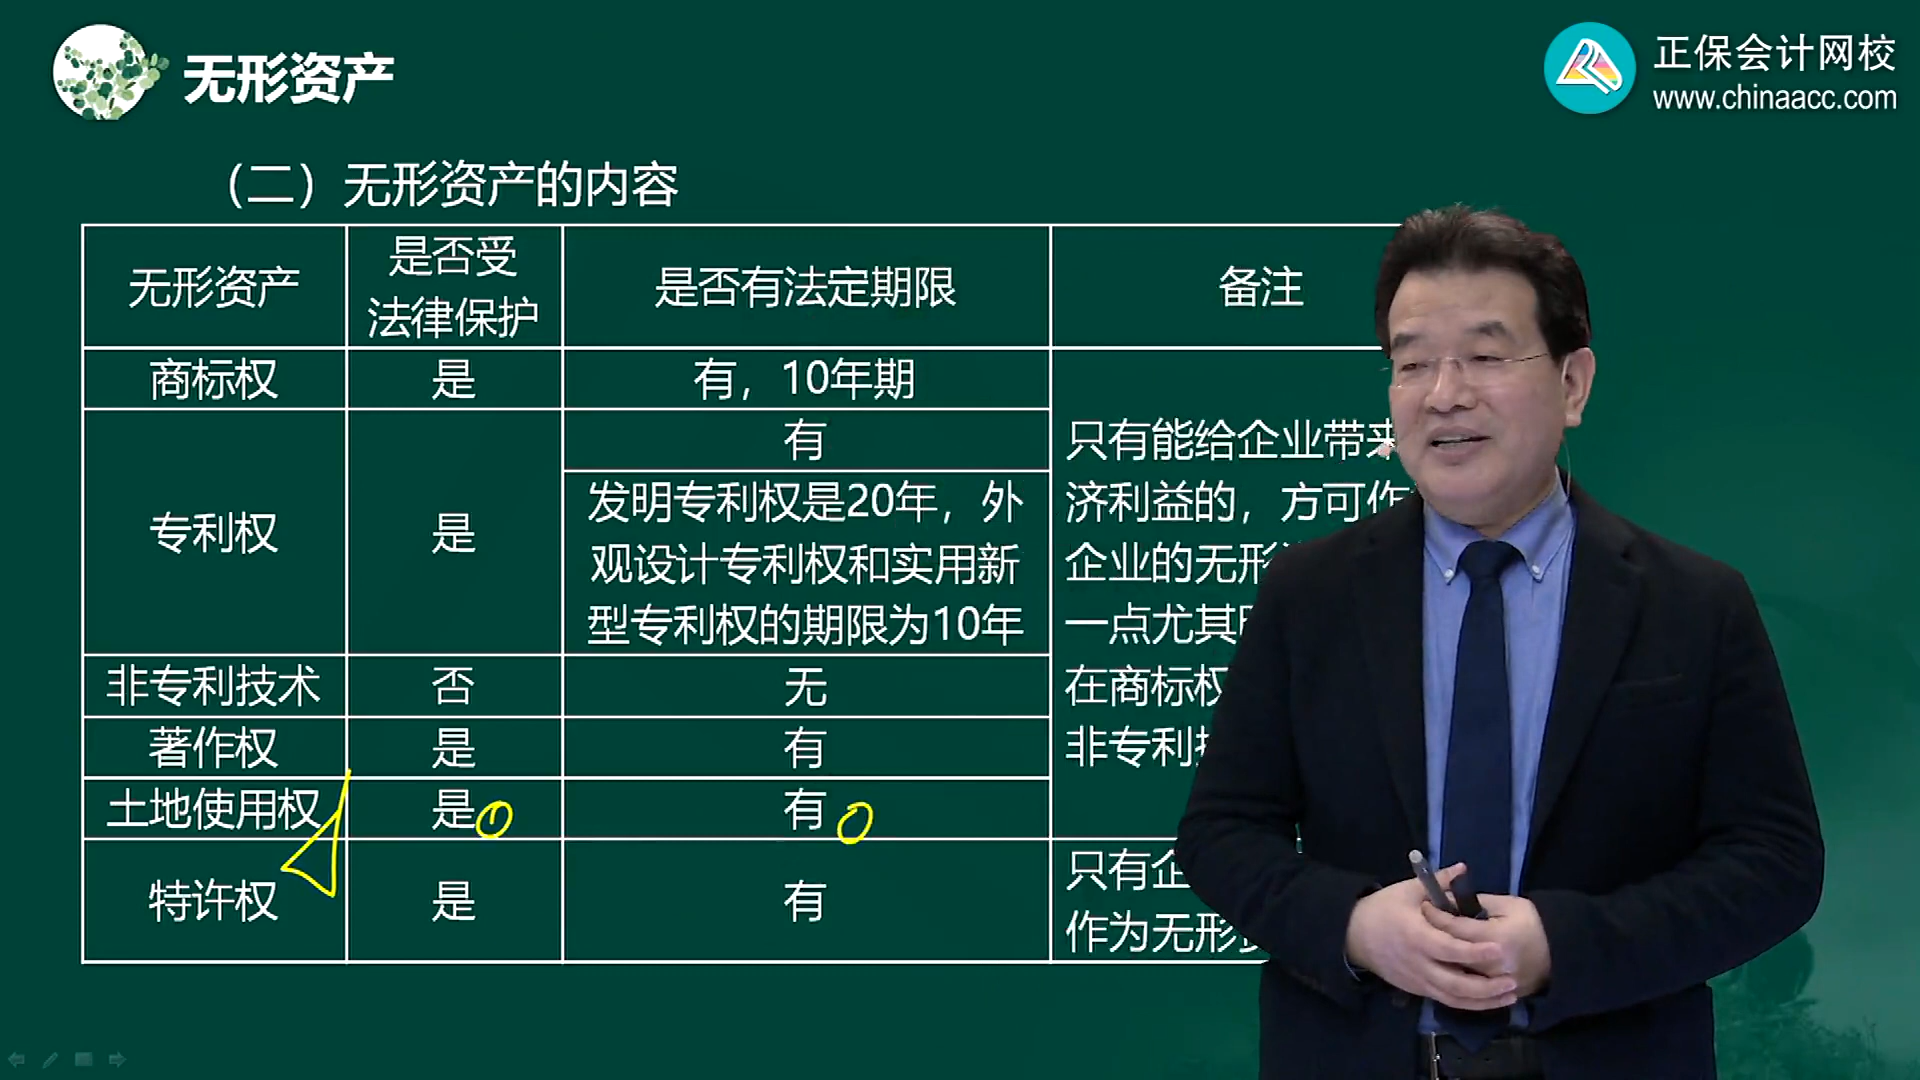 无形资产
正保会计网校
www.chinaacc.com
（二）无形资产的内容
无形资产
是否受
法律保护
是否有法定期限
备注
商标权
是
有，10年期
专利权
是
有
发明专利权是20年，外
观设计专利权和实用新
型专利权的期限为10年
非专利技术
否
无
著作权
是
有
土地使用权
是
有
只有能给企业带来
济利益的，方可作
企业的无形
一点尤其
在商标权
非专利
特许权
是
有
只有企
作为无形